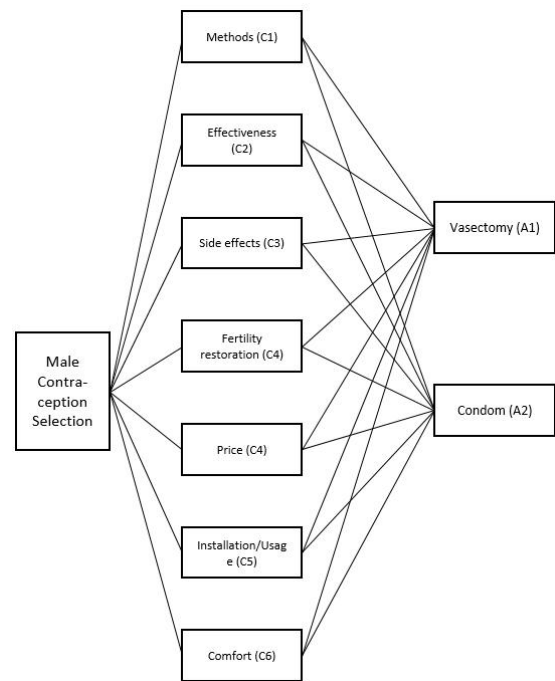 Methods (C1)
Effectiveness
(C2)
Side effects (C3)
Fertility
restoration (C4)
Price (C4)
Installation/Usag
e (C5)
Comfort (C6)
Male
Contra-
ception
Selection
Vasectomy (A1)
Condom (A2)